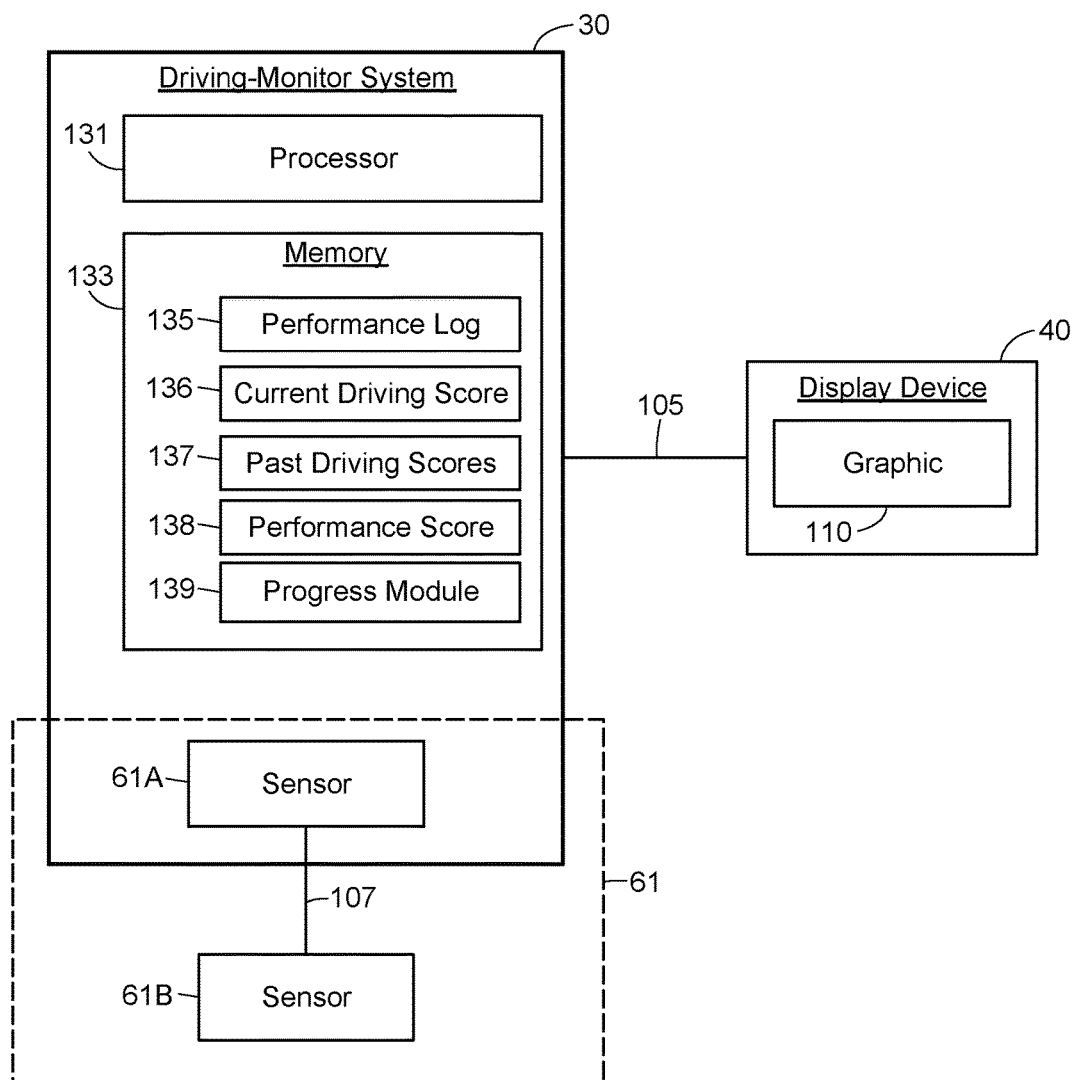 30
Driving-Monitor System
131
Processor
Memory
133
135
Performance Log
136
Current Driving Score
137
Past Driving Scores
138
Performance Score
139
Progress Module
105
40
Display Device
Graphic
110
61A
Sensor
61
107
61B
Sensor